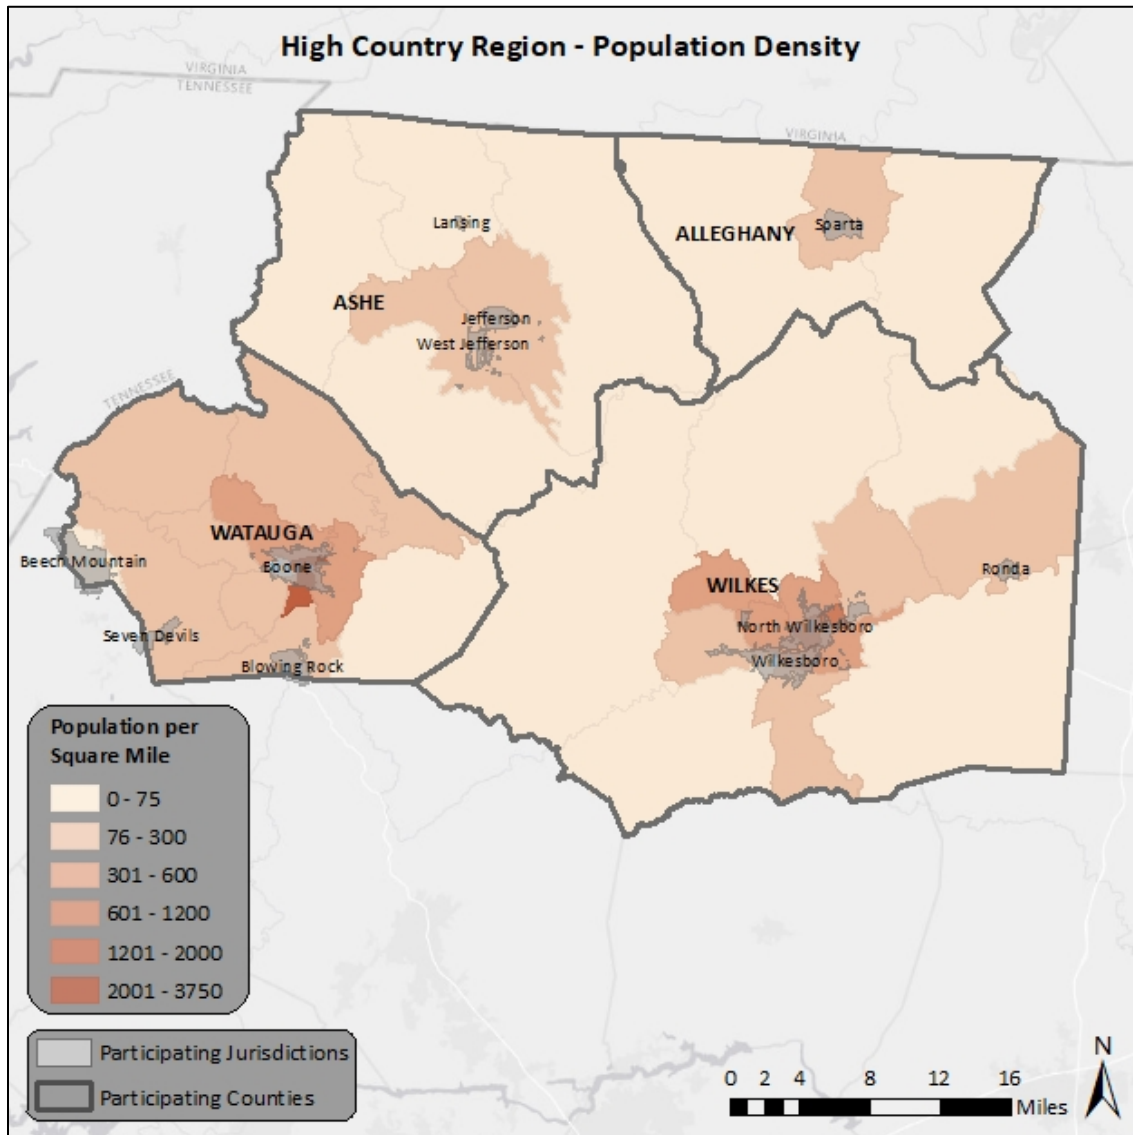 High Country Region - Population Density
VIRGINIA
TENNESSEE
VIRGINIA
Lansing
Sparta
ALLEGHANY
ASHE
Jefferson
West Jefferson
TENNESSEE
WATAUGA
Boone
Beech Mountain
Seven Devils
Blowing Rock
WILKES
Ronda
North Wilkesboro
Wilkesboro
Population per
Square Mile
0 - 75
76 - 300
301 - 600
601 - 1200
1201 - 2000
2001 - 3750
Participating Jurisdictions
Participating Counties
N
0 2 4 8 12 16
Miles